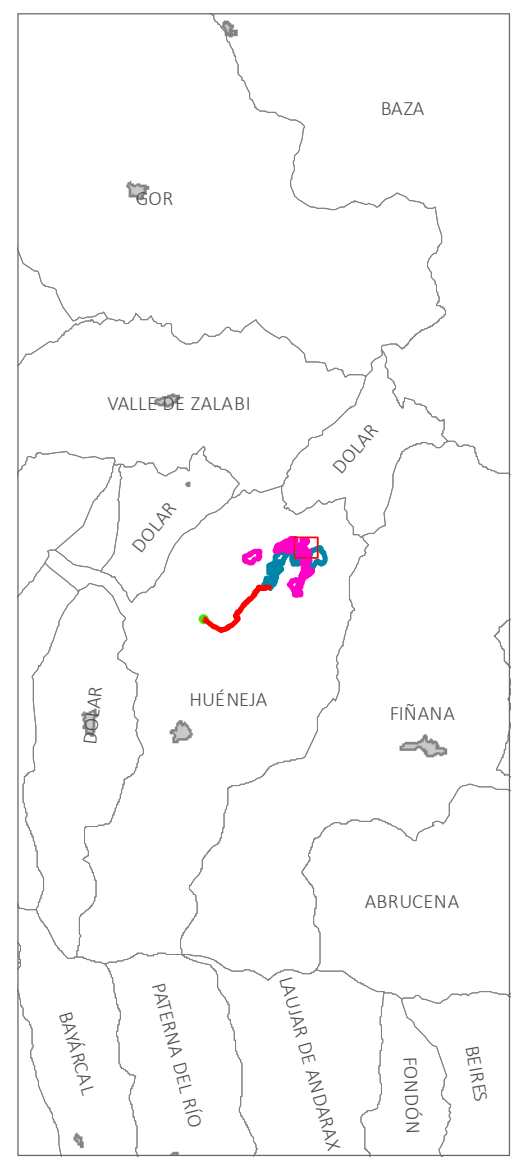 BAZA
GOR
VALLE DE ZALABI
DOLAR
DOLAR
HUÉNEJA
DOLAR
FIÑANA
ABRUCENA
BAYÁRCAL
PATERNA DEL RÍO
LAUJAR DE ANDARAX
FONDÓN
BEIRES